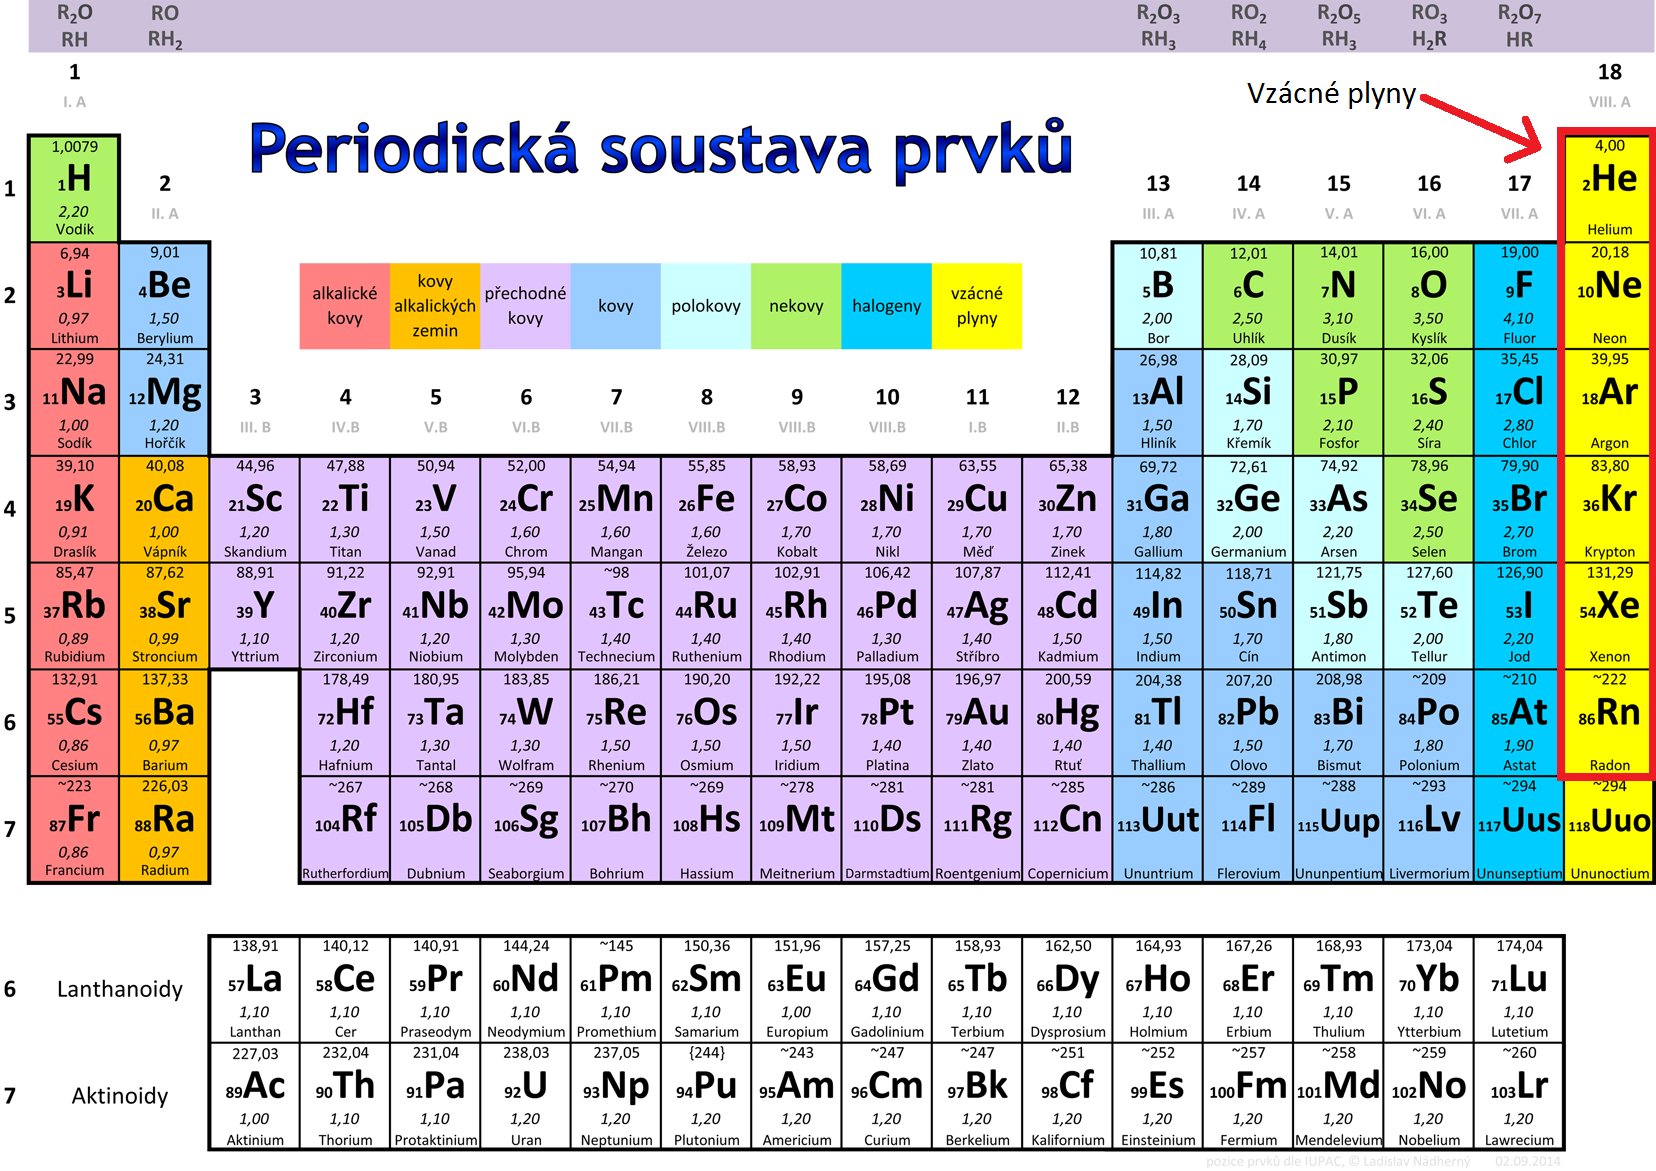 R₂O RO R₂O₃ RO₂ R₂O₅ RO₃ R₂O₇
RH RH₂ RH₃ RH₄ RH₃ H₂R HR
1 18
I. A VIII. A
Vzácné plyny
Periodická soustava prvků
2 13 14 15 16 17
II. A III. A IV. A V. A VI. A VII. A
alkalické kovy
kovy alkalických zemin
přechodné kovy
kovy
polokovy
nekovy
halogeny
vzácné plyny
3 4 5 6 7 8 9 10 11 12
III. B IV.B V.B VI.B VII.B VIII.B VIII.B VIII.B I.B II.B
1
1,0079 4,00
1H 2He
2,20
Vodík Helium
2
6,94 9,01 10,81 12,01 14,01 16,00 19,00 20,18
3Li 4Be 5B 6C 7N 8O 9F 10Ne
0,97 1,50 2,00 2,50 3,10 3,50 4,10
Lithium Berylium Bor Uhlík Dusík Kyslík Fluor Neon
3
22,99 24,31 26,98 28,09 30,97 32,06 35,45 39,95
11Na 12Mg 13Al 14Si 15P 16S 17Cl 18Ar
1,00 1,20 1,50 1,70 2,10 2,40 2,80
Sodík Hořčík Hliník Křemík Fosfor Síra Chlor Argon
4
39,10 40,08 44,96 47,88 50,94 52,00 54,94 55,85 58,93 58,69 63,55 65,38 69,72 72,61 74,92 78,96 79,90 83,80
19K 20Ca 21Sc 22Ti 23V 24Cr 25Mn 26Fe 27Co 28Ni 29Cu 30Zn 31Ga 32Ge 33As 34Se 35Br 36Kr
0,91 1,00 1,20 1,30 1,50 1,60 1,60 1,60 1,70 1,70 1,70 1,70 1,80 2,00 2,20 2,50 2,70
Draslík Vápník Skandium Titan Vanad Chrom Mangan Železo Kobalt Nikl Měď Zinek Gallium Germanium Arsen Selen Brom Krypton
5
85,47 87,62 88,91 91,22 92,91 95,94 ~98 101,07 102,91 106,42 107,87 112,41 114,82 118,71 121,75 127,60 126,90 131,29
37Rb 38Sr 39Y 40Zr 41Nb 42Mo 43Tc 44Ru 45Rh 46Pd 47Ag 48Cd 49In 50Sn 51Sb 52Te 53I 54Xe
0,89 0,99 1,10 1,20 1,20 1,30 1,40 1,40 1,40 1,30 1,40 1,50 1,50 1,70 1,80 2,00 2,20
Rubidium Stroncium Yttrium Zirconium Niobium Molybden Technecium Ruthenium Rhodium Palladium Stříbro Kadmium Indium Cín Antimon Tellur Jod Xenon
6
132,91 137,33 178,49 180,95 183,85 186,21 190,20 192,22 195,08 196,97 200,59 204,38 207,20 208,98 ~209 ~210 ~222
55Cs 56Ba 72Hf 73Ta 74W 75Re 76Os 77Ir 78Pt 79Au 80Hg 81Tl 82Pb 83Bi 84Po 85At 86Rn
0,86 0,97 1,20 1,30 1,30 1,50 1,50 1,50 1,40 1,40 1,40 1,40 1,50 1,70 1,80 1,90
Cesium Barium Hafnium Tantal Wolfram Rhenium Osmium Iridium Platina Zlato Rtuť Thallium Olovo Bismut Polonium Astat Radon
7
~223 226,03 ~267 ~268 ~269 ~270 ~269 ~278 ~281 ~281 ~285 ~286 ~289 ~288 ~293 ~294 ~294
87Fr 88Ra 104Rf 105Db 106Sg 107Bh 108Hs 109Mt 110Ds 111Rg 112Cn 113Uut 114Fl 115Uup 116Lv 117Uus 118Uuo
0,86 0,97
Francium Radium Rutherfordium Dubnium Seaborgium Bohrium Hassium Meitnerium Darmstadtium Roentgenium Copernicium Ununtrium Flerovium Ununpentium Livermorium Ununseptium Ununoctium
6 Lanthanoidy
138,91 140,12 140,91 144,24 ~145 150,36 151,96 157,25 158,93 162,50 164,93 167,26 168,93 173,04 174,04
57La 58Ce 59Pr 60Nd 61Pm 62Sm 63Eu 64Gd 65Tb 66Dy 67Ho 68Er 69Tm 70Yb 71Lu
1,10 1,10 1,10 1,10 1,10 1,10 1,00 1,10 1,10 1,10 1,10 1,10 1,10 1,10 1,10
Lanthan Cer Praseodym Neodymium Promethium Samarium Europium Gadolinium Terbium Dysprosium Holmium Erbium Thulium Ytterbium Lutetium
7 Aktinoidy
227,03 232,04 231,04 238,03 237,05 {244} ~243 ~247 ~247 ~251 ~252 ~257 ~258 ~259 ~260
89Ac 90Th 91Pa 92U 93Np 94Pu 95Am 96Cm 97Bk 98Cf 99Es 100Fm 101Md 102No 103Lr
1,00 1,10 1,10 1,20 1,20 1,20 1,20 1,20 1,20 1,20 1,20 1,20 1,20 1,20 1,20
Aktinium Thorium Protaktinium Uran Neptunium Plutonium Americium Curium Berkelium Kalifornium Einsteinium Fermium Mendelevium Nobelium Lawrecium
pozice prvků dle IUPAC, © Ladislav Nádherný 02.09.2014